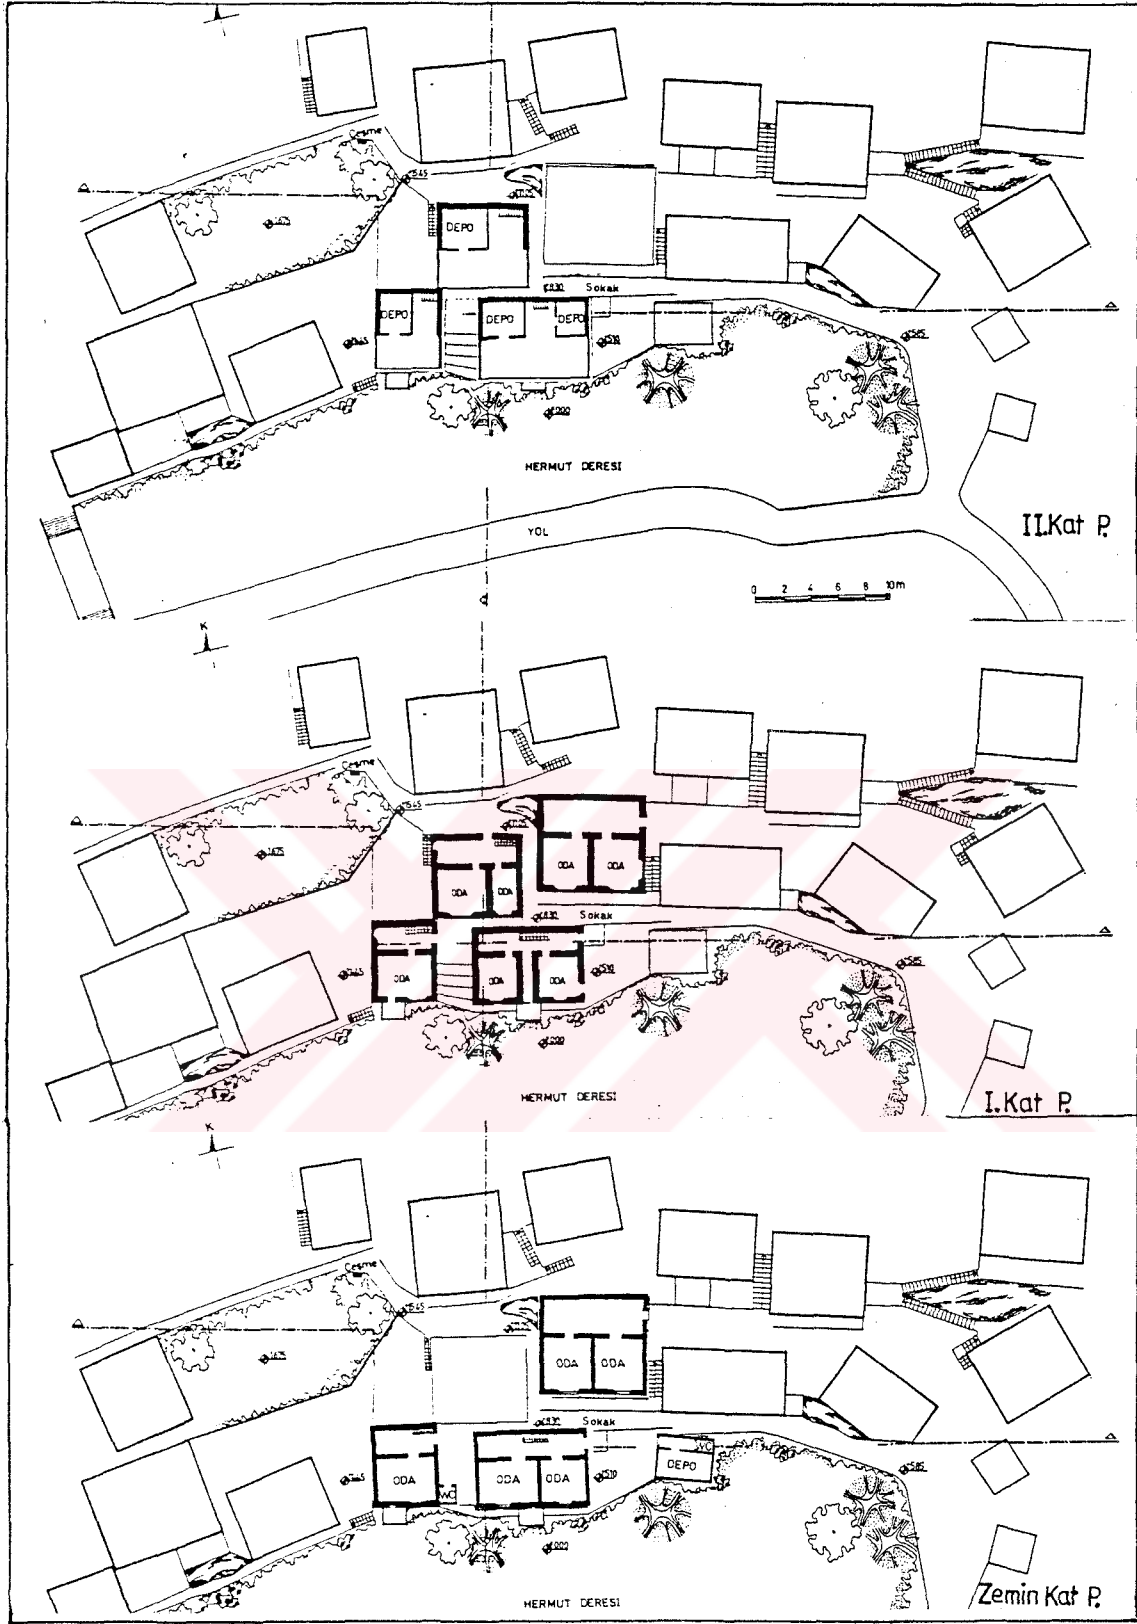 Çeşme
DEPO
Sokak
DEPO
DEPO
DEPO
HERMUT DERESI
YOL
II.Kat P.
0 2 4 6 8 10m
K
Çeşme
ODA
ODA
ODA
ODA
Sokak
ODA
ODA
ODA
HERMUT DERESI
I.Kat P.
K
Çeşme
ODA
ODA
Sokak
WC
DEPO
ODA
WC
ODA
ODA
HERMUT DERESI
Zemin Kat P.